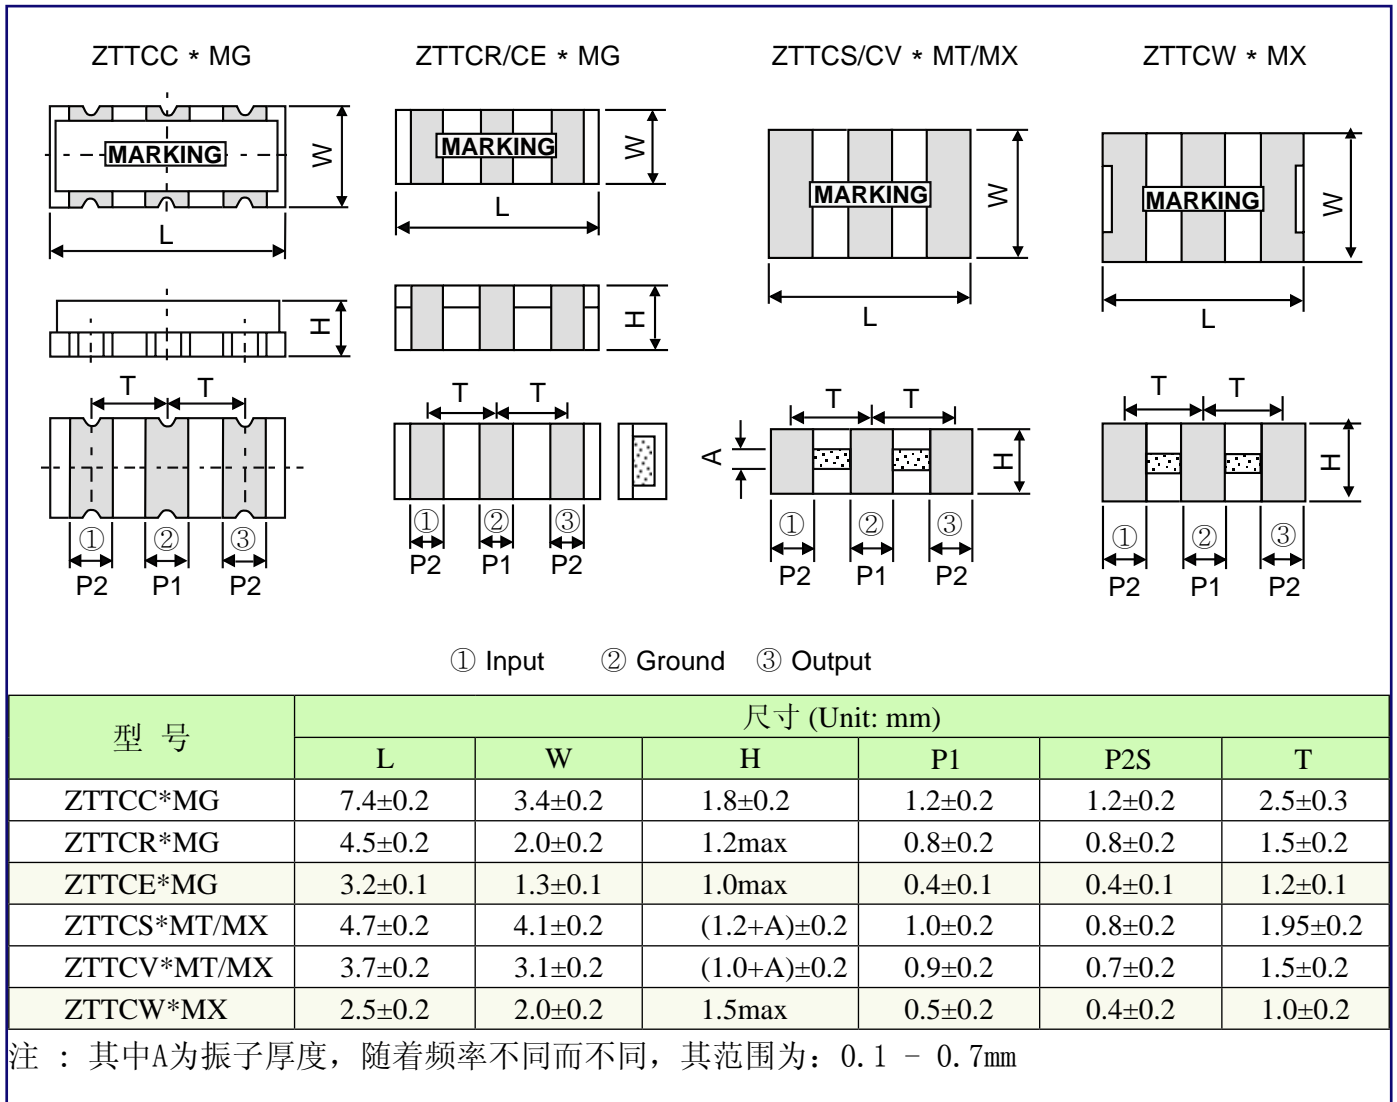 ZTTCC * MG
ZTTCR/CE * MG
ZTTCS/CV * MT/MX
ZTTCW * MX
MARKING
W
L
MARKING
W
L
MARKING
W
L
MARKING
W
L
H
H
T T
T T
T T
T T
A
H
H
① ② ③
P2 P1 P2
① ② ③
P2 P1 P2
① ② ③
P2 P1 P2
① ② ③
P2 P1 P2
① Input ② Ground ③ Output
型 号 尺寸 (Unit: mm)
L W H P1 P2S T
ZTTCC*MG 7.4±0.2 3.4±0.2 1.8±0.2 1.2±0.2 1.2±0.2 2.5±0.3
ZTTCR*MG 4.5±0.2 2.0±0.2 1.2max 0.8±0.2 0.8±0.2 1.5±0.2
ZTTCE*MG 3.2±0.1 1.3±0.1 1.0max 0.4±0.1 0.4±0.1 1.2±0.1
ZTTCS*MT/MX 4.7±0.2 4.1±0.2 (1.2+A)±0.2 1.0±0.2 0.8±0.2 1.95±0.2
ZTTCV*MT/MX 3.7±0.2 3.1±0.2 (1.0+A)±0.2 0.9±0.2 0.7±0.2 1.5±0.2
ZTTCW*MX 2.5±0.2 2.0±0.2 1.5max 0.5±0.2 0.4±0.2 1.0±0.2
注 : 其中A为振子厚度，随着频率不同而不同，其范围为：0.1 - 0.7mm